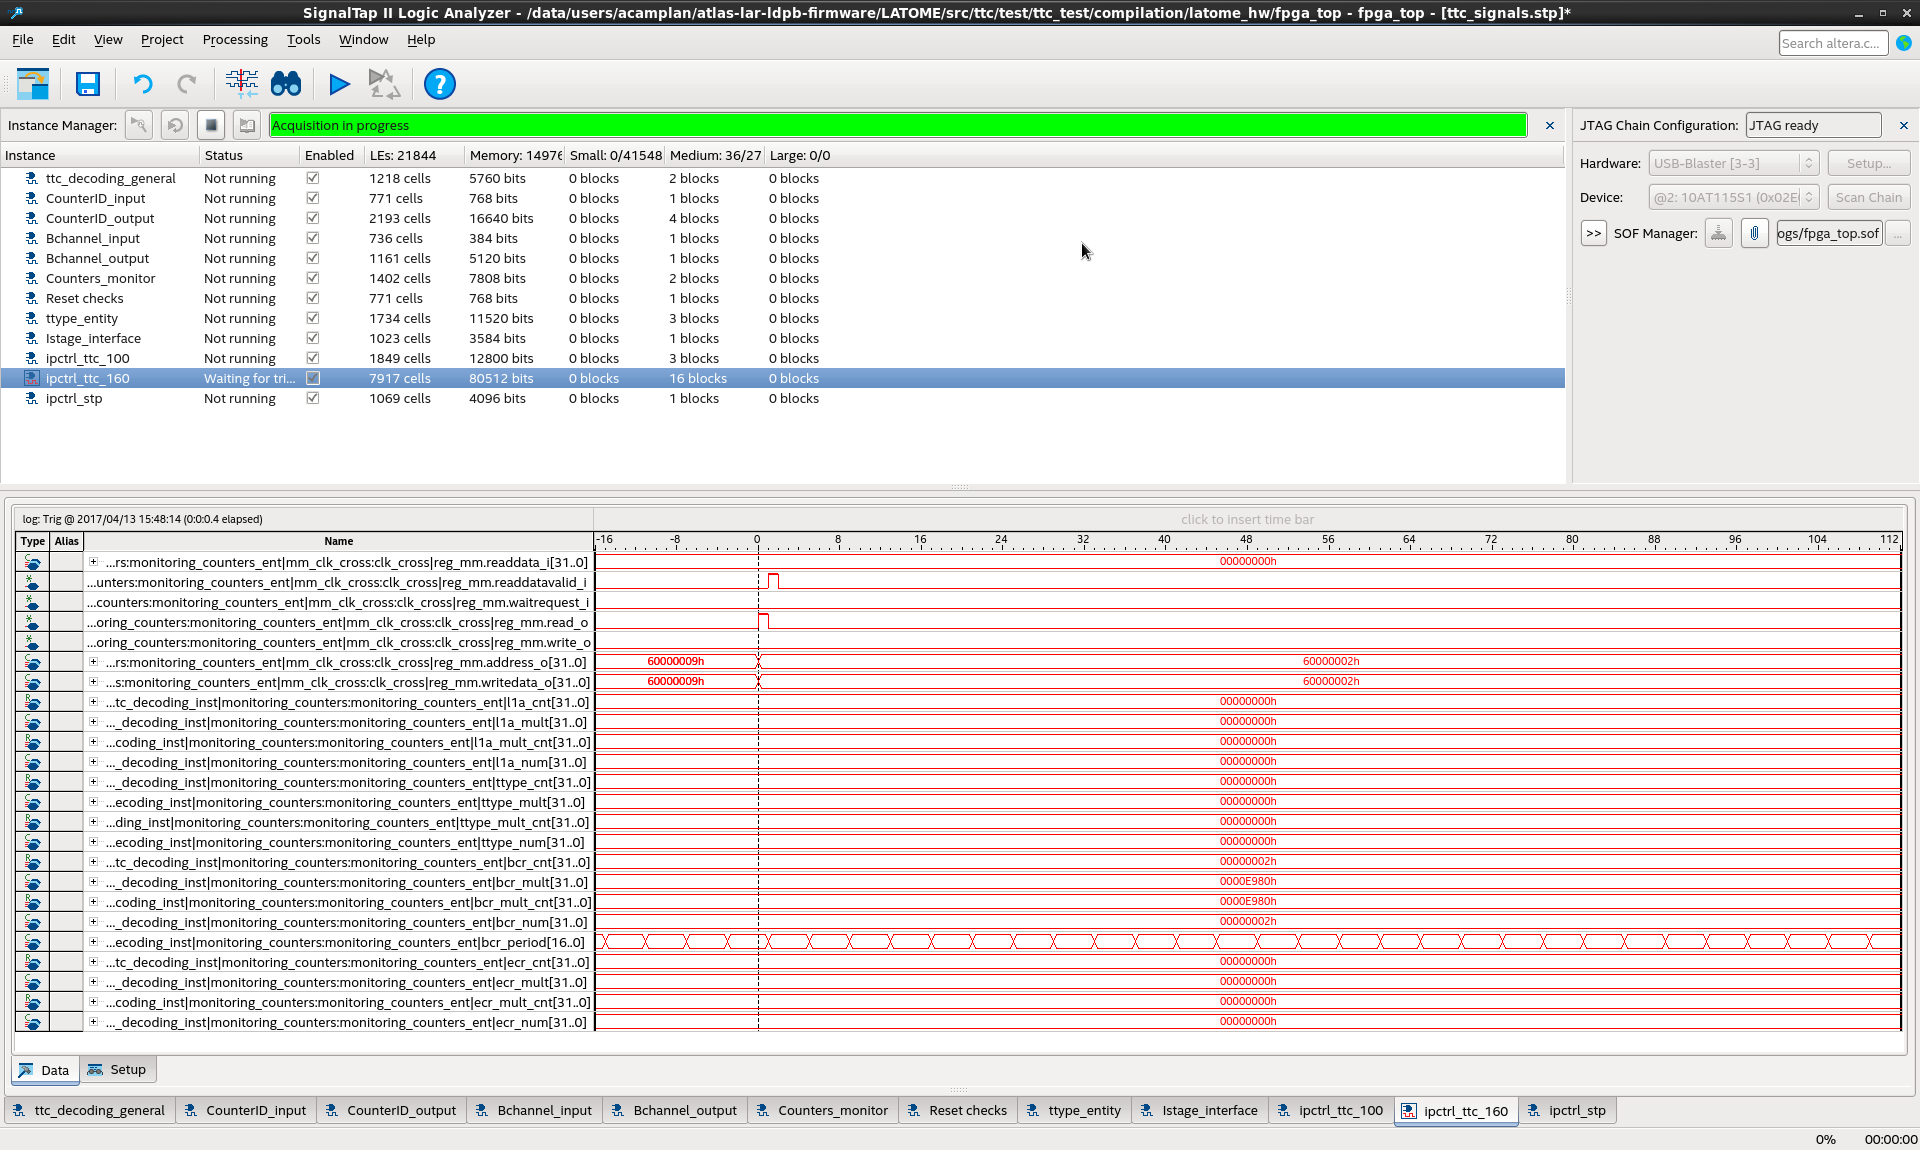 SignalTap II Logic Analyzer - /data/users/acamplan/atlas-lar-ldpb-firmware/LATOME/src/ttc/test/ttc_test/compilation/latome_hw/fpga_top - fpga_top - [ttc_signals.stp]*
File Edit View Project Processing Tools Window Help
Search altera.c...
Instance Manager: Acquisition in progress
JTAG Chain Configuration: JTAG ready
Instance Status Enabled LEs: 21844 Memory: 14976 Small: 0/41548 Medium: 36/27 Large: 0/0
ttc_decoding_general Not running 1218 cells 5760 bits 0 blocks 2 blocks 0 blocks
CounterID_input Not running 771 cells 768 bits 0 blocks 1 blocks 0 blocks
CounterID_output Not running 2193 cells 16640 bits 0 blocks 4 blocks 0 blocks
Bchannel_input Not running 736 cells 384 bits 0 blocks 1 blocks 0 blocks
Bchannel_output Not running 1161 cells 5120 bits 0 blocks 1 blocks 0 blocks
Counters_monitor Not running 1402 cells 7808 bits 0 blocks 2 blocks 0 blocks
Reset checks Not running 771 cells 768 bits 0 blocks 1 blocks 0 blocks
ttype_entity Not running 1734 cells 11520 bits 0 blocks 3 blocks 0 blocks
Istage_interface Not running 1023 cells 3584 bits 0 blocks 1 blocks 0 blocks
ipctrl_ttc_100 Not running 1849 cells 12800 bits 0 blocks 3 blocks 0 blocks
ipctrl_ttc_160 Waiting for tri... 7917 cells 80512 bits 0 blocks 16 blocks 0 blocks
ipctrl_stp Not running 1069 cells 4096 bits 0 blocks 1 blocks 0 blocks
Hardware: USB-Blaster [3-3] Setup...
Device: @2: 10AT115S1 (0x02E Scan Chain
>> SOF Manager: ogs/fpga_top.sof ...
log: Trig @ 2017/04/13 15:48:14 (0:0:0.4 elapsed) click to insert time bar
Type Alias Name -16 -8 0 8 16 24 32 40 48 56 64 72 80 88 96 104 112
...rs:monitoring_counters_ent|mm_clk_cross:clk_cross|reg_mm.readdata_i[31..0] 00000000h
...unters:monitoring_counters_ent|mm_clk_cross:clk_cross|reg_mm.readdatavalid_i
...counters:monitoring_counters_ent|mm_clk_cross:clk_cross|reg_mm.waitrequest_i
...oring_counters:monitoring_counters_ent|mm_clk_cross:clk_cross|reg_mm.read_o
...oring_counters:monitoring_counters_ent|mm_clk_cross:clk_cross|reg_mm.write_o
...rs:monitoring_counters_ent|mm_clk_cross:clk_cross|reg_mm.address_o[31..0] 60000009h 60000002h
...s:monitoring_counters_ent|mm_clk_cross:clk_cross|reg_mm.writedata_o[31..0] 60000009h 60000002h
...tc_decoding_inst|monitoring_counters:monitoring_counters_ent|l1a_cnt[31..0] 00000000h
..._decoding_inst|monitoring_counters:monitoring_counters_ent|l1a_mult[31..0] 00000000h
...coding_inst|monitoring_counters:monitoring_counters_ent|l1a_mult_cnt[31..0] 00000000h
..._decoding_inst|monitoring_counters:monitoring_counters_ent|l1a_num[31..0] 00000000h
..._decoding_inst|monitoring_counters:monitoring_counters_ent|ttype_cnt[31..0] 00000000h
...ecoding_inst|monitoring_counters:monitoring_counters_ent|ttype_mult[31..0] 00000000h
...ding_inst|monitoring_counters:monitoring_counters_ent|ttype_mult_cnt[31..0] 00000000h
...ecoding_inst|monitoring_counters:monitoring_counters_ent|ttype_num[31..0] 00000000h
...tc_decoding_inst|monitoring_counters:monitoring_counters_ent|bcr_cnt[31..0] 00000002h
..._decoding_inst|monitoring_counters:monitoring_counters_ent|bcr_mult[31..0] 0000E980h
...coding_inst|monitoring_counters:monitoring_counters_ent|bcr_mult_cnt[31..0] 0000E980h
..._decoding_inst|monitoring_counters:monitoring_counters_ent|bcr_num[31..0] 00000002h
...ecoding_inst|monitoring_counters:monitoring_counters_ent|bcr_period[16..0]
...tc_decoding_inst|monitoring_counters:monitoring_counters_ent|ecr_cnt[31..0] 00000000h
..._decoding_inst|monitoring_counters:monitoring_counters_ent|ecr_mult[31..0] 00000000h
...coding_inst|monitoring_counters:monitoring_counters_ent|ecr_mult_cnt[31..0] 00000000h
..._decoding_inst|monitoring_counters:monitoring_counters_ent|ecr_num[31..0] 00000000h
Data Setup
ttc_decoding_general CounterID_input CounterID_output Bchannel_input Bchannel_output Counters_monitor Reset checks ttype_entity Istage_interface ipctrl_ttc_100 ipctrl_ttc_160 ipctrl_stp
0% 00:00:00